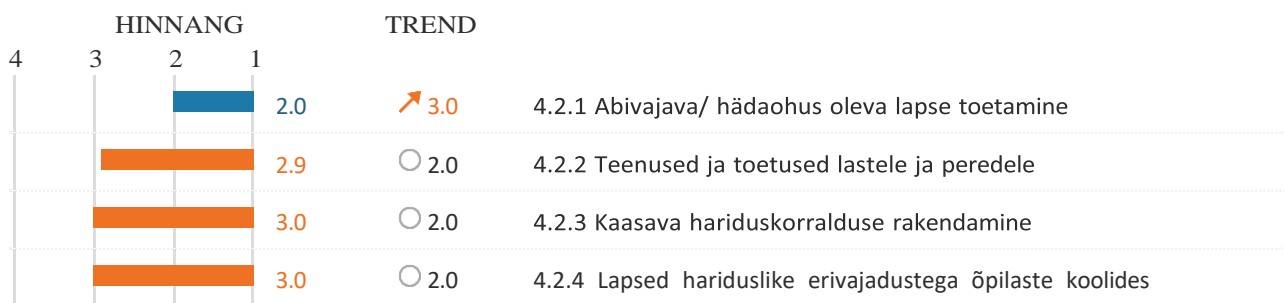 HINNANG TREND
4 3 2 1
2.0 3.0 4.2.1 Abivajava/ hädaohus oleva lapse toetamine
2.9 2.0 4.2.2 Teenused ja toetused lastele ja peredele
3.0 2.0 4.2.3 Kaasava hariduskorralduse rakendamine
3.0 2.0 4.2.4 Lapsed hariduslike erivajadustega õpilaste koolides